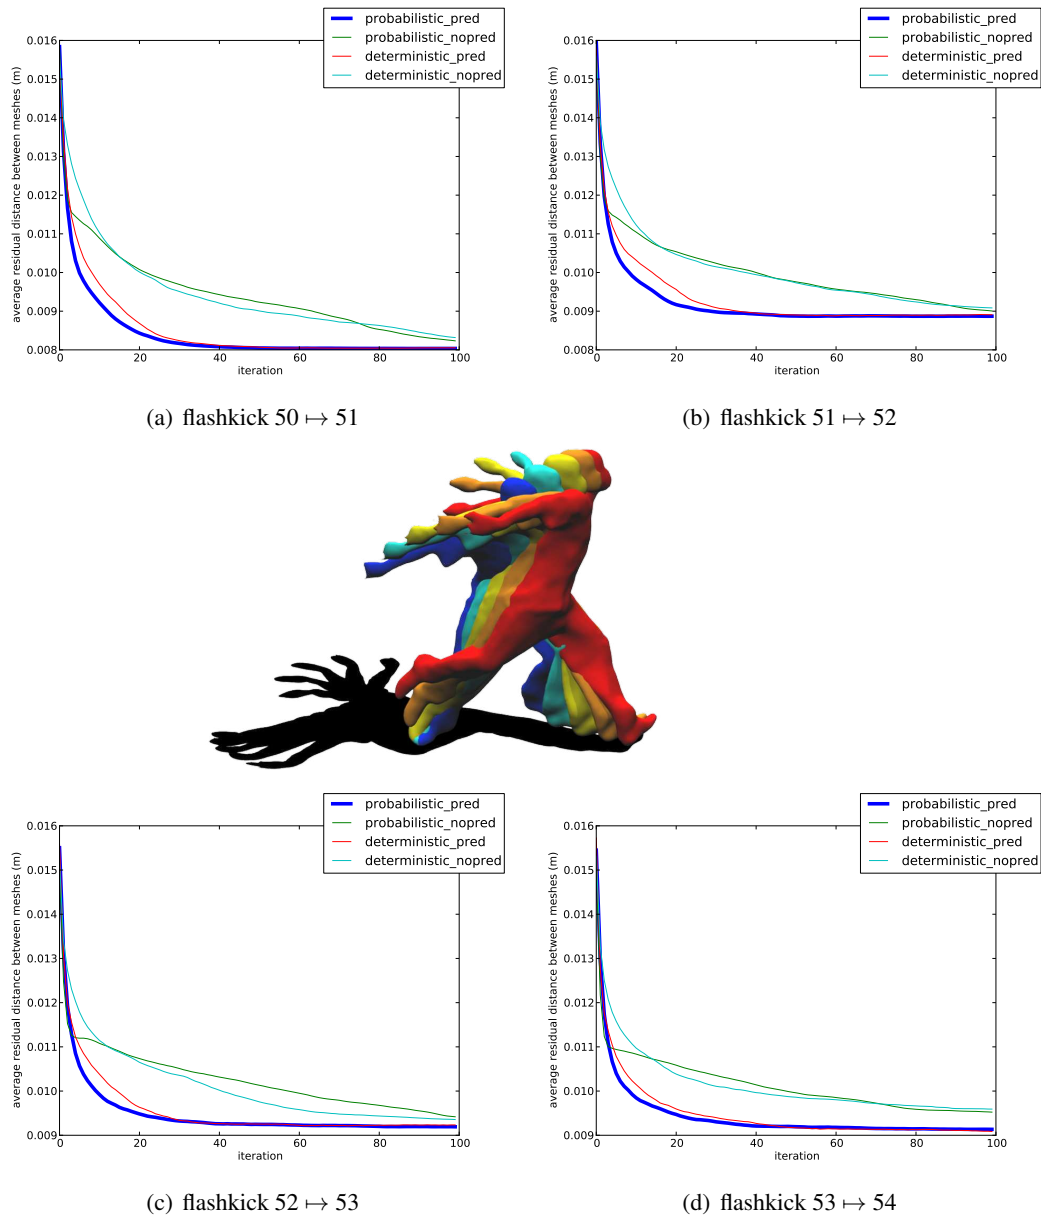 probabilistic_pred
probabilistic_nopred
deterministic_pred
deterministic_nopred
average residual distance between meshes (m)
0.016
0.015
0.014
0.013
0.012
0.011
0.010
0.009
0.008
0 20 40 60 80 100
iteration
(a) flashkick 50 ↦ 51
probabilistic_pred
probabilistic_nopred
deterministic_pred
deterministic_nopred
average residual distance between meshes (m)
0.016
0.015
0.014
0.013
0.012
0.011
0.010
0.009
0.008
0 20 40 60 80 100
iteration
(b) flashkick 51 ↦ 52
probabilistic_pred
probabilistic_nopred
deterministic_pred
deterministic_nopred
average residual distance between meshes (m)
0.016
0.015
0.014
0.013
0.012
0.011
0.010
0.009
0 20 40 60 80 100
iteration
(c) flashkick 52 ↦ 53
probabilistic_pred
probabilistic_nopred
deterministic_pred
deterministic_nopred
average residual distance between meshes (m)
0.016
0.015
0.014
0.013
0.012
0.011
0.010
0.009
0 20 40 60 80 100
iteration
(d) flashkick 53 ↦ 54